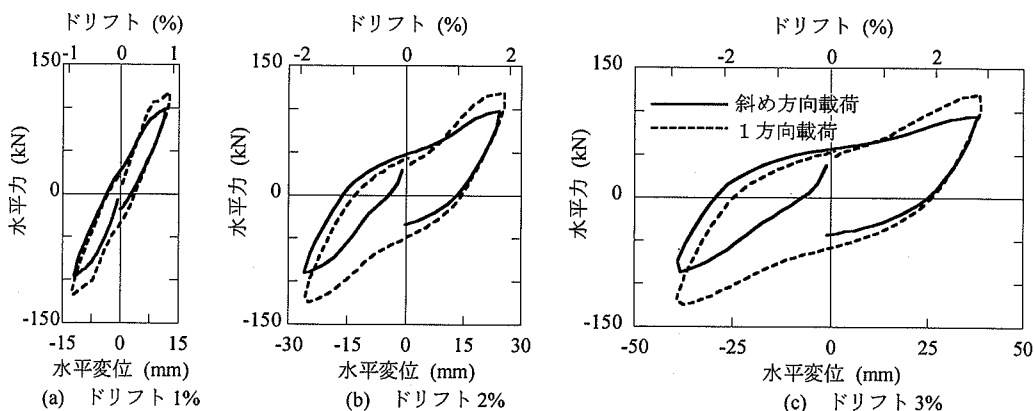 ドリフト (%)
-1 0 1
150
0
-150
水平力 (kN)
-15 0 15
水平変位 (mm)
(a) ドリフト1%
ドリフト (%)
-2 0 2
150
0
-150
水平力 (kN)
-30 -15 0 15 30
水平変位 (mm)
(b) ドリフト2%
ドリフト (%)
-2 0 2
150
0
-150
水平力 (kN)
斜め方向載荷
1方向載荷
-50 -25 0 25 50
水平変位 (mm)
(c) ドリフト3%